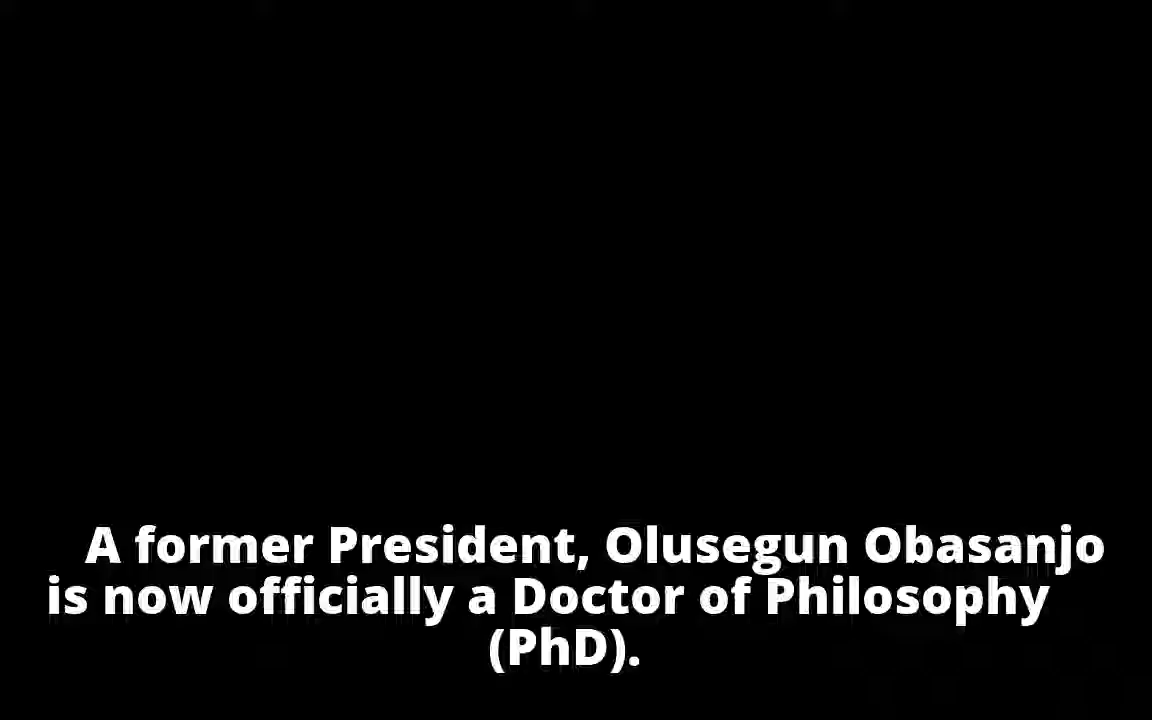 A former President, Olusegun Obasanjo
is now officially a Doctor of Philosophy
(PhD).